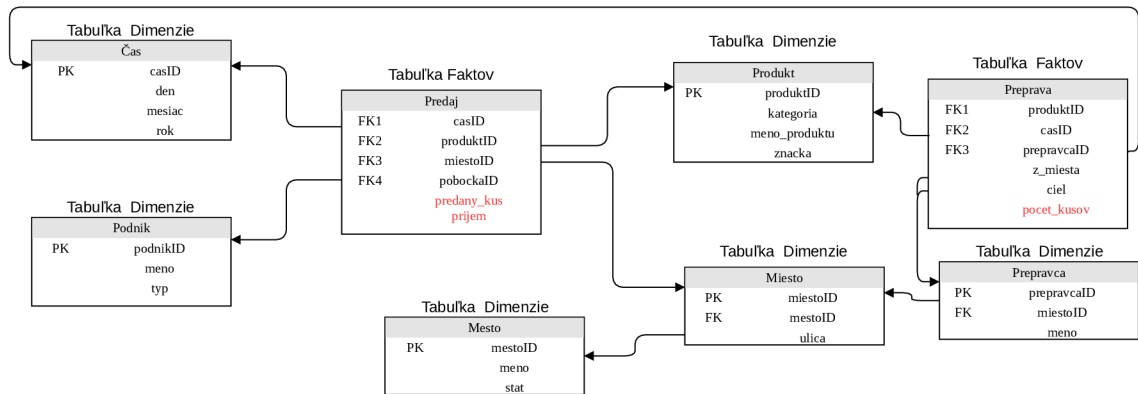 Tabuľka Dimenzie
Čas
PK casID
den
mesiac
rok
Tabuľka Faktov
Predaj
FK1 casID
FK2 produktID
FK3 miestoID
FK4 pobockaID
predany_kus
prijem
Tabuľka Dimenzie
Produkt
PK produktID
kategoria
meno_produktu
znacka
Tabuľka Faktov
Preprava
FK1 produktID
FK2 casID
FK3 prepravcaID
z_miesta
ciel
pocet_kusov
Tabuľka Dimenzie
Podnik
PK podnikID
meno
typ
Tabuľka Dimenzie
Mesto
PK mestoID
meno
stat
Tabuľka Dimenzie
Miesto
PK miestoID
FK mestoID
ulica
Tabuľka Dimenzie
Prepravca
PK prepravcaID
FK miestoID
meno